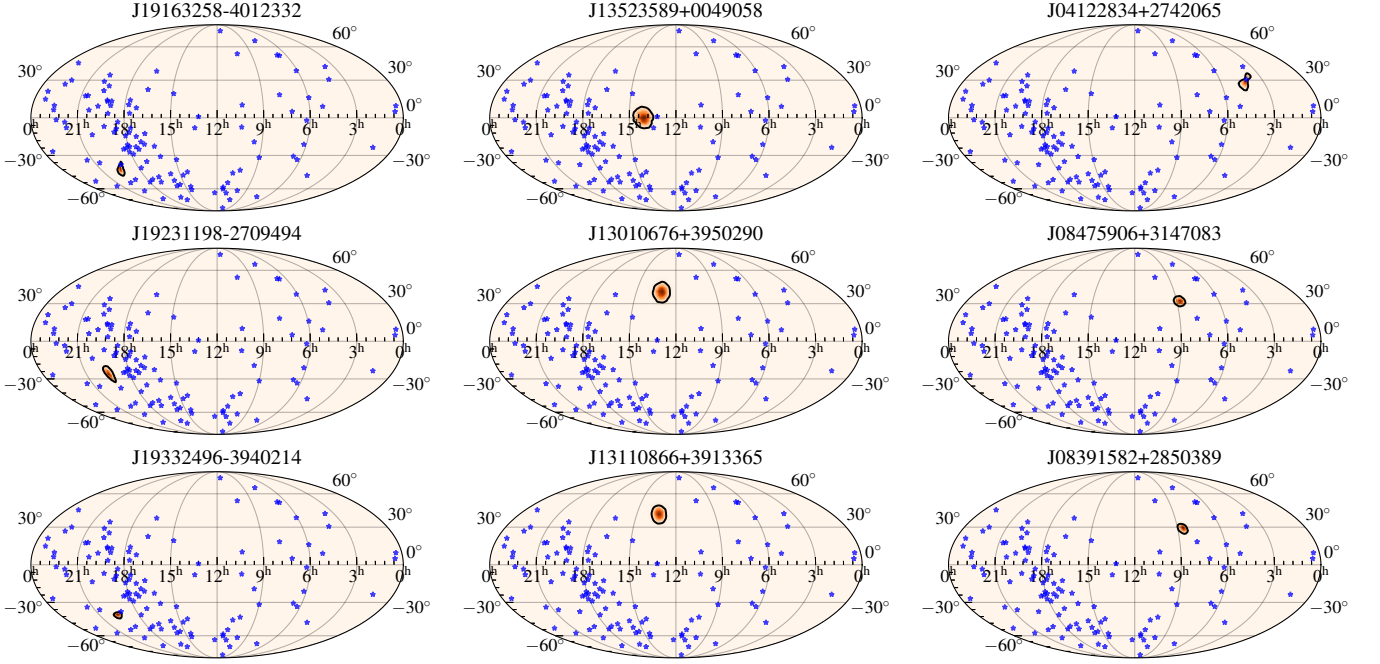 J19163258-4012332
J13523589+0049058
J04122834+2742065
60° 60° 60°
30° 30° 30° 30° 30° 30°
0° 0° 0°
0h 21h 18h 15h 12h 9h 6h 3h 0h
0h 21h 18h 15h 12h 9h 6h 3h 0h
0h 21h 18h 15h 12h 9h 6h 3h 0h
−30° −30° −30° −30° −30° −30°
−60° −60° −60°
J19231198-2709494
J13010676+3950290
J08475906+3147083
60° 60° 60°
30° 30° 30° 30° 30° 30°
0° 0° 0°
0h 21h 18h 15h 12h 9h 6h 3h 0h
0h 21h 18h 15h 12h 9h 6h 3h 0h
0h 21h 18h 15h 12h 9h 6h 3h 0h
−30° −30° −30° −30° −30° −30°
−60° −60° −60°
J19332496-3940214
J13110866+3913365
J08391582+2850389
60° 60° 60°
30° 30° 30° 30° 30° 30°
0° 0° 0°
0h 21h 18h 15h 12h 9h 6h 3h 0h
0h 21h 18h 15h 12h 9h 6h 3h 0h
0h 21h 18h 15h 12h 9h 6h 3h 0h
−30° −30° −30° −30° −30° −30°
−60° −60° −60°